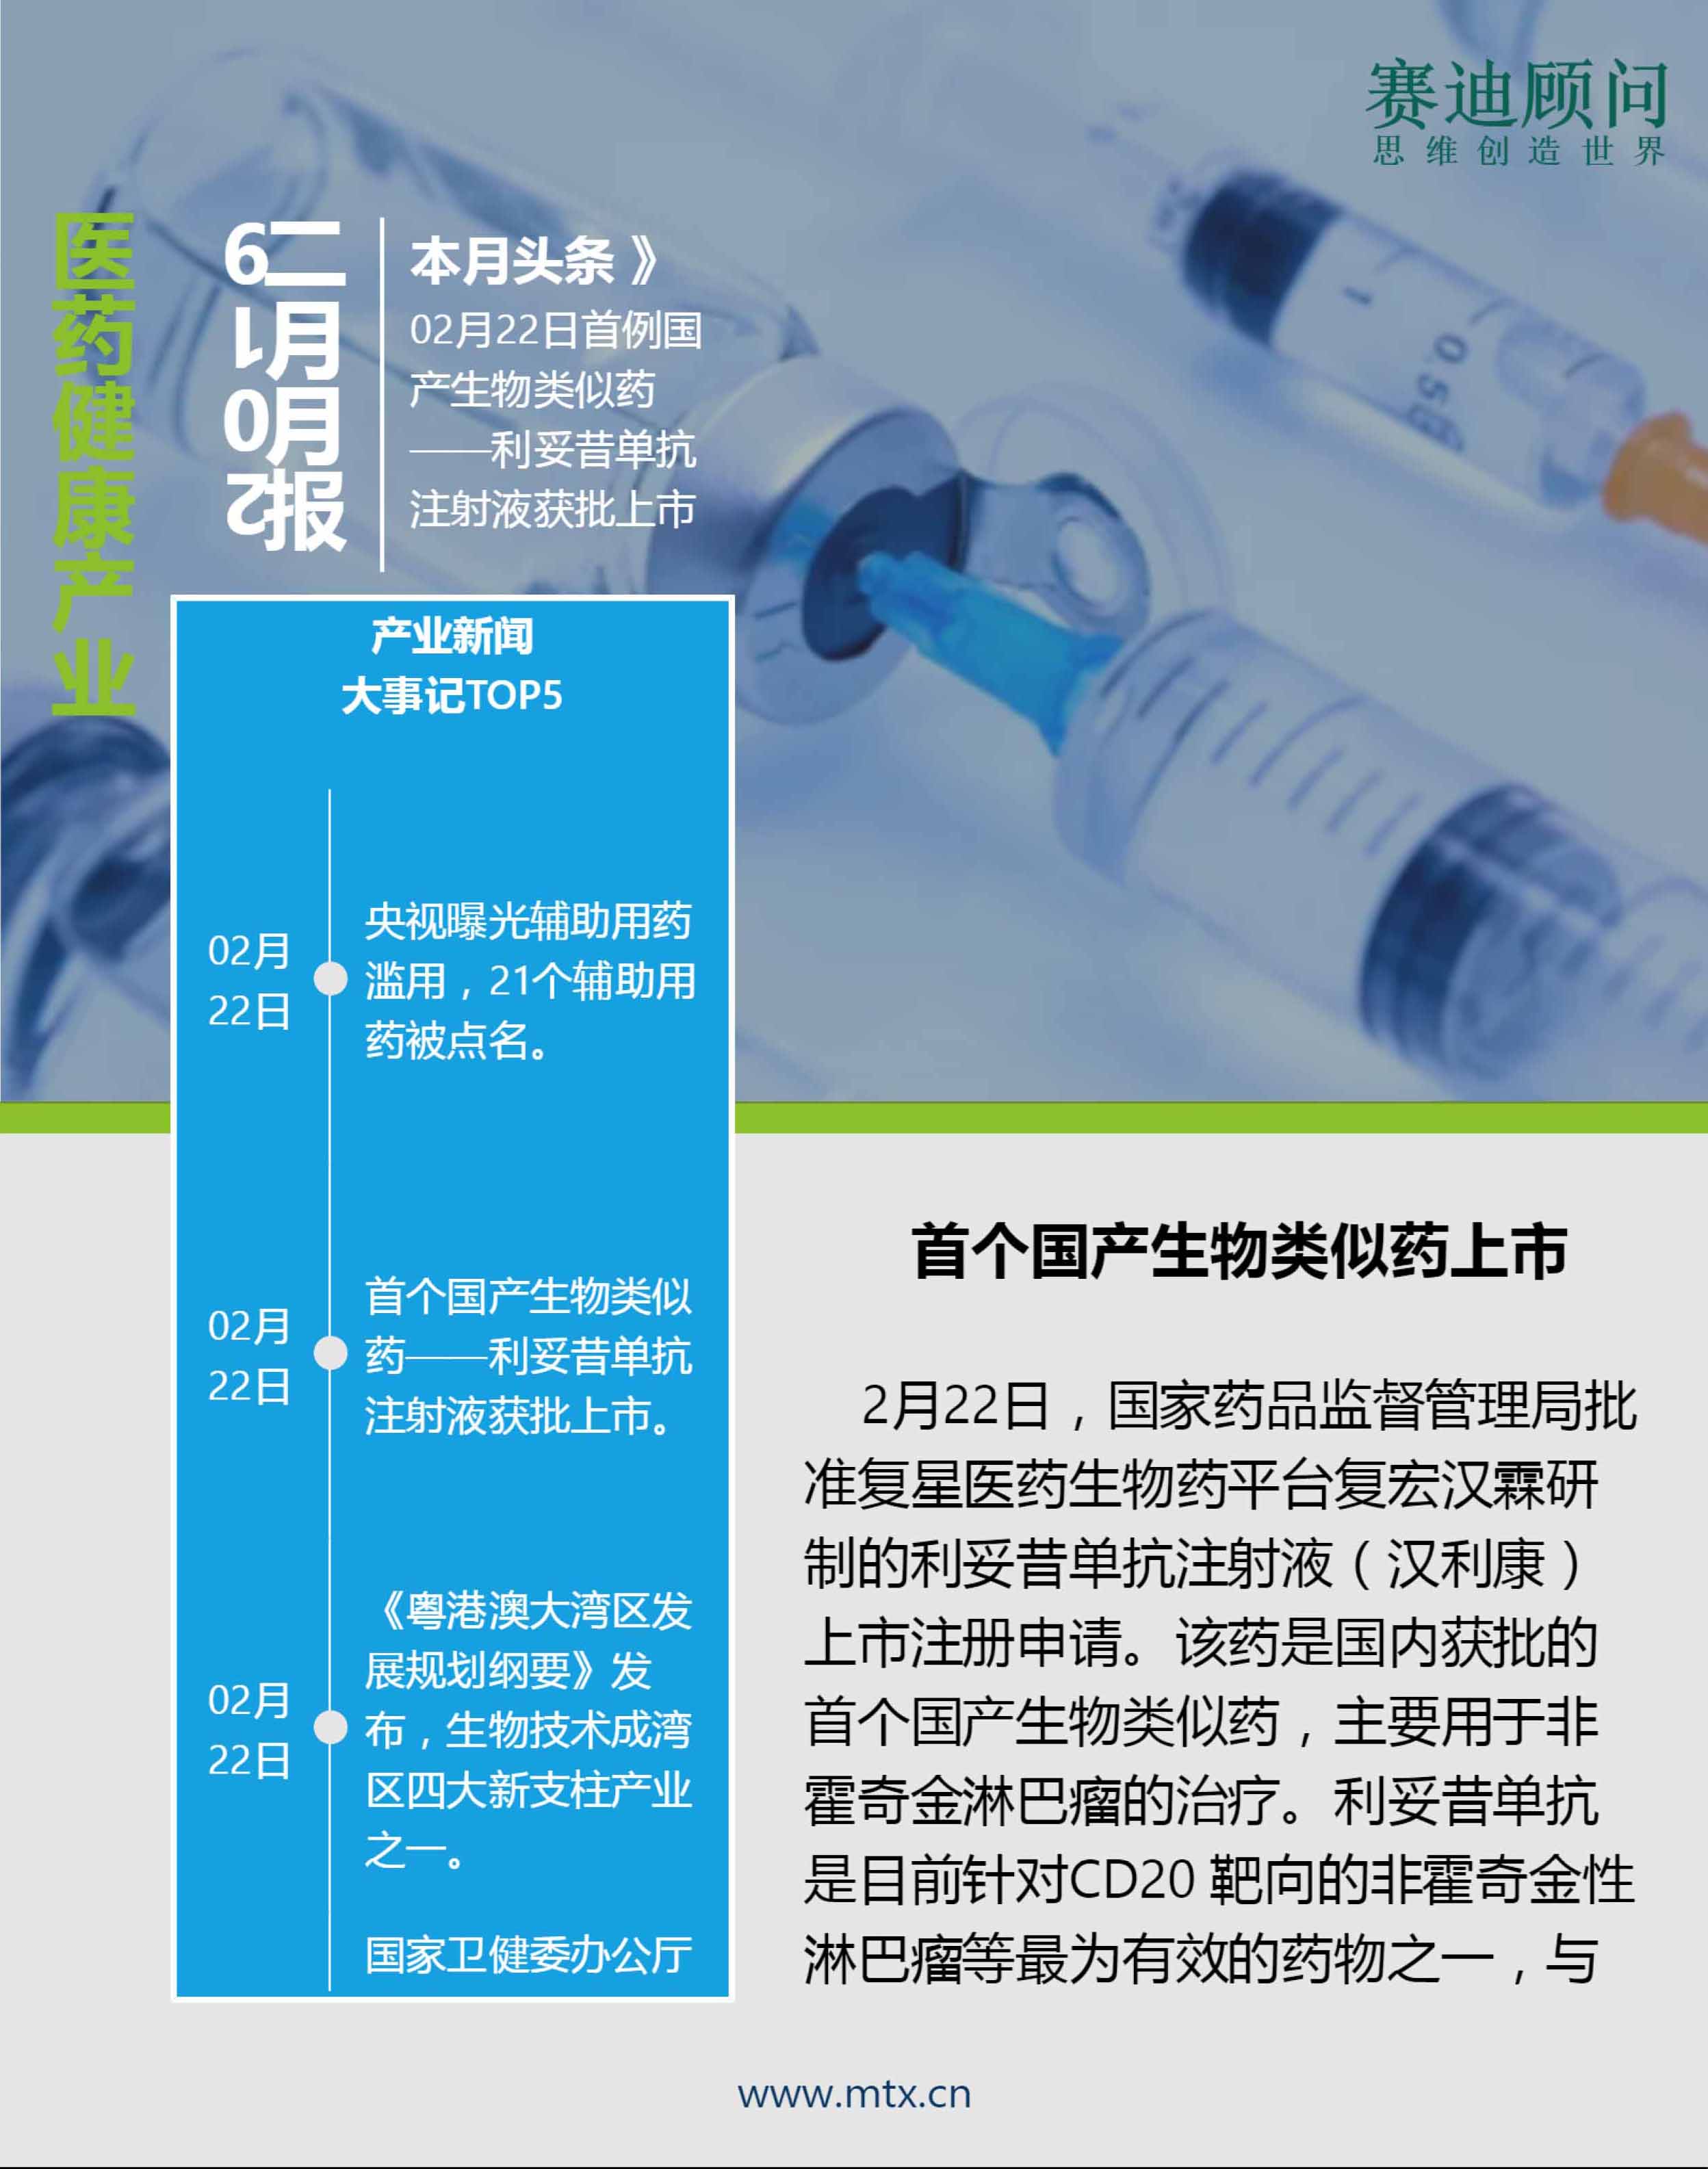 赛迪顾问
思维创造世界
医药健康产业
2019
二月月报
本月头条》
02月22日首例国
产生物类似药
——利妥昔单抗
注射液获批上市
产业新闻
大事记TOP5
02月
22日
央视曝光辅助用药
滥用，21个辅助用
药被点名。
02月
22日
首个国产生物类似
药——利妥昔单抗
注射液获批上市。
02月
22日
《粤港澳大湾区发
展规划纲要》发
布，生物技术成湾
区四大新支柱产业
之一。
国家卫健委办公厅
首个国产生物类似药上市
2月22日，国家药品监督管理局批
准复星医药生物药平台复宏汉霖研
制的利妥昔单抗注射液（汉利康）
上市注册申请。该药是国内获批的
首个国产生物类似药，主要用于非
霍奇金淋巴瘤的治疗。利妥昔单抗
是目前针对CD20 靶向的非霍奇金性
淋巴瘤等最为有效的药物之一，与
www.mtx.cn
1
0.5